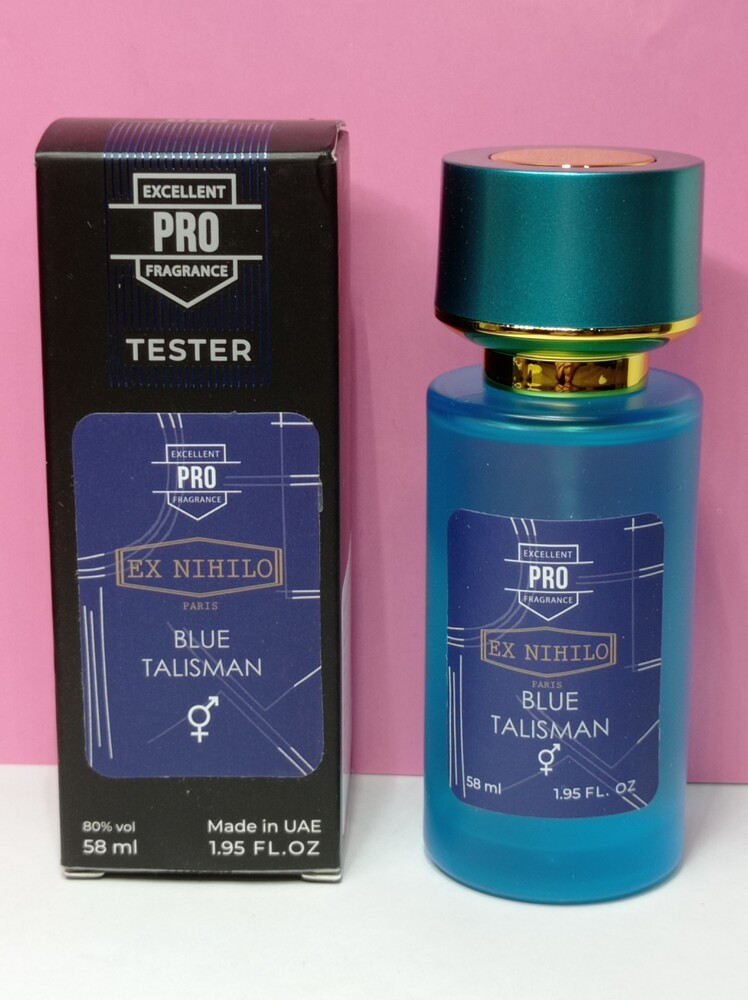 EXCELLENT
PRO
FRAGRANCE
TESTER
EXCELLENT
PRO
FRAGRANCE
EX NIHILO
PARIS
BLUE
TALISMAN
80% vol
58 ml
Made in UAE
1.95 FL.OZ
EXCELLENT
PRO
FRAGRANCE
EX NIHILO
PARIS
BLUE
TALISMAN
58 ml
1.95 FL. OZ